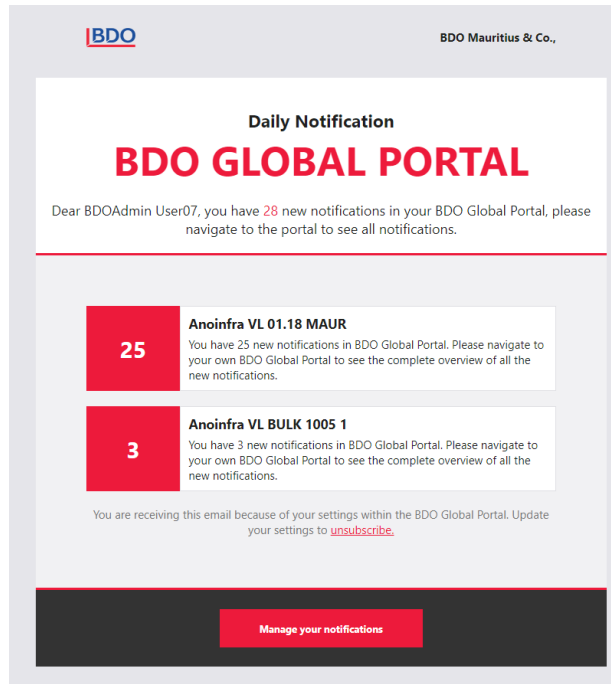 BDO
BDO Mauritius & Co.,
Daily Notification
BDO GLOBAL PORTAL
Dear BDOAdmin User07, you have 28 new notifications in your BDO Global Portal, please
navigate to the portal to see all notifications.
25
Anoinfra VL 01.18 MAUR
You have 25 new notifications in BDO Global Portal. Please navigate to
your own BDO Global Portal to see the complete overview of all the
new notifications.
3
Anoinfra VL BULK 1005 1
You have 3 new notifications in BDO Global Portal. Please navigate to
your own BDO Global Portal to see the complete overview of all the
new notifications.
You are receiving this email because of your settings within the BDO Global Portal. Update
your settings to unsubscribe.
Manage your notifications